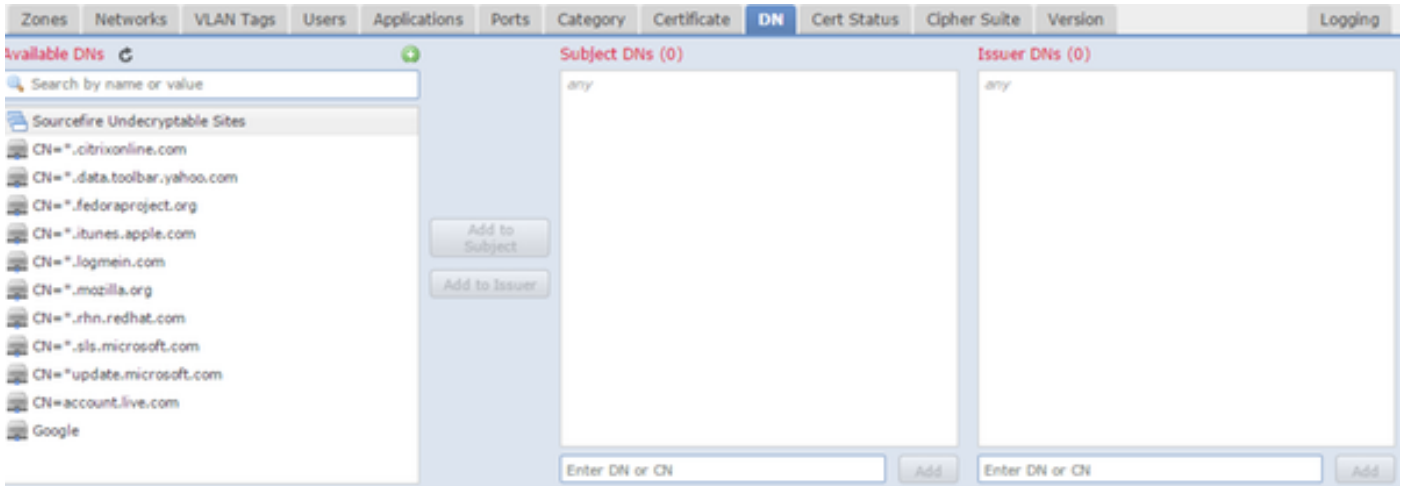 Zones Networks VLAN Tags Users Applications Ports Category Certificate DN Cert Status Cipher Suite Version Logging
Available DNs
Search by name or value
Sourcefire Undecryptable Sites
CN=*.citrixonline.com
CN=*.data.toolbar.yahoo.com
CN=*.fedoraproject.org
CN=*.itunes.apple.com
CN=*.logmein.com
CN=*.mozilla.org
CN=*.rhn.redhat.com
CN=*.sls.microsoft.com
CN=*update.microsoft.com
CN=account.live.com
Google
Add to
Subject
Add to Issuer
Subject DNs (0)
any
Enter DN or CN Add
Issuer DNs (0)
any
Enter DN or CN Add